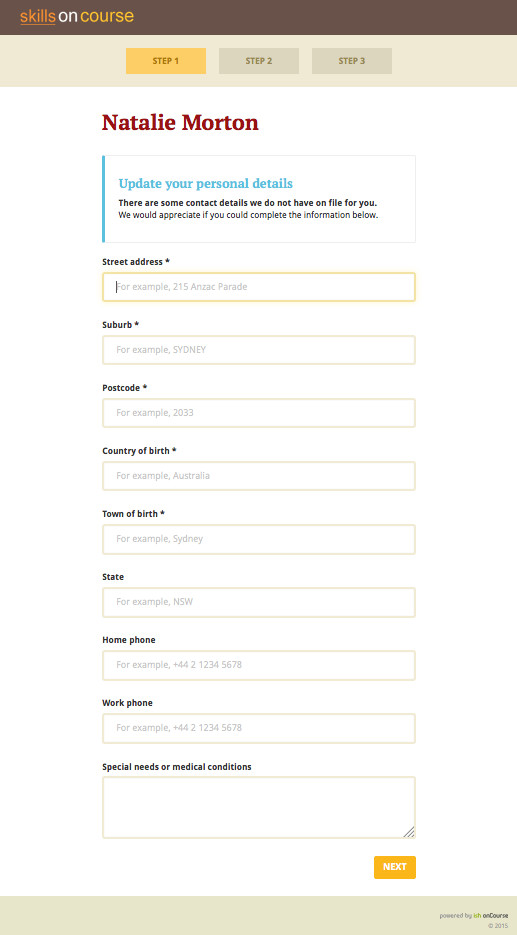 skills on course
STEP 1
STEP 2
STEP 3
Natalie Morton
Update your personal details
There are some contact details we do not have on file for you.
We would appreciate if you could complete the information below.
Street address *
For example, 215 Anzac Parade
Suburb *
For example, SYDNEY
Postcode *
For example, 2033
Country of birth *
For example, Australia
Town of birth *
For example, Sydney
State
For example, NSW
Home phone
For example, +44 2 1234 5678
Work phone
For example, +44 2 1234 5678
Special needs or medical conditions
NEXT
powered by ish onCourse
© 2015